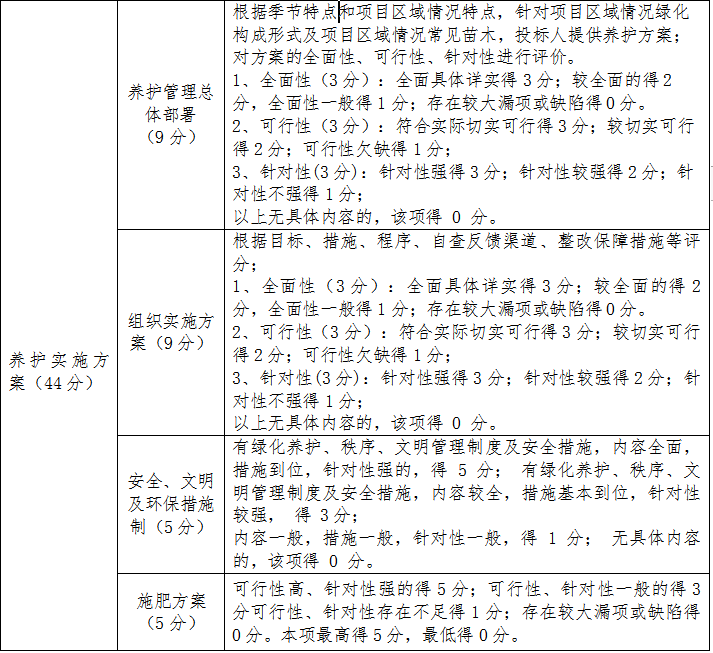 养护实施方
案（44分）
养护管理总
体部署
（9分）
根据季节特点和项目区域情况特点，针对项目区域情况绿化
构成形式及项目区域情况常见苗木，投标人提供养护方案；
对方案的全面性、可行性、针对性进行评价。
1、全面性（3分）：全面具体详实得3分；较全面的得2
分，全面性一般得1分；存在较大漏项或缺陷得0分。
2、可行性（3分）：符合实际切实可行得3分；较切实可行
得2分；可行性欠缺得1分；
3、针对性(3分)：针对性强得3分；针对性较强得2分；针
对性不强得1分；
以上无具体内容的，该项得 0 分。
组织实施方
案（9分）
根据目标、措施、程序、自查反馈渠道、整改保障措施等评
分；
1、全面性（3分）：全面具体详实得3分；较全面的得2
分，全面性一般得1分；存在较大漏项或缺陷得0分。
2、可行性（3分）：符合实际切实可行得3分；较切实可行
得2分；可行性欠缺得1分；
3、针对性(3分)：针对性强得3分；针对性较强得2分；针
对性不强得1分；
以上无具体内容的，该项得 0 分。
安全、文明
及环保措施
制（5分）
有绿化养护、秩序、文明管理制度及安全措施，内容全面，
措施到位，针对性强的，得 5 分； 有绿化养护、秩序、文
明管理制度及安全措施，内容较全，措施基本到位，针对性
较强， 得 3分；
内容一般，措施一般，针对性一般，得 1 分； 无具体内容
的，该项得 0 分。
施肥方案
（5分）
可行性高、针对性强的得5分；可行性、针对性一般的得3
分可行性、针对性存在不足得1分；存在较大漏项或缺陷得
0分。本项最高得5分，最低得0分。